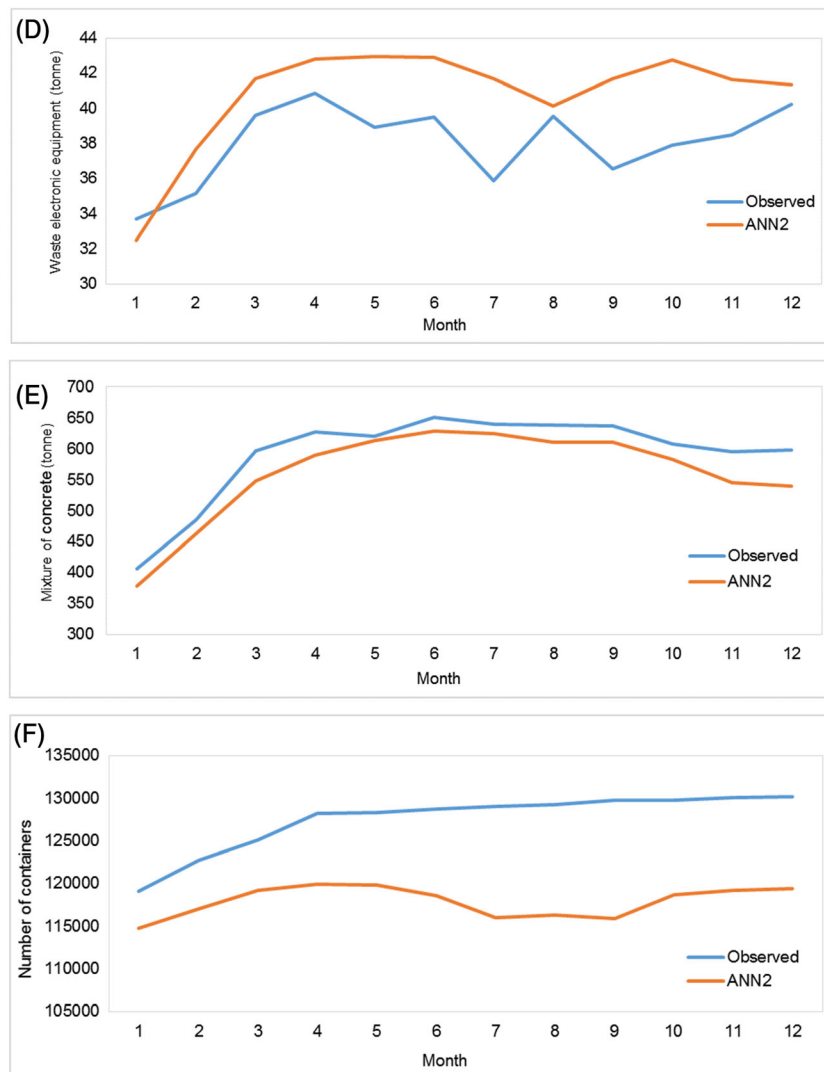 (D)
Waste electronic equipment (tonne)
44
42
40
38
36
34
32
30
Observed
ANN2
1 2 3 4 5 6 7 8 9 10 11 12
Month
(E)
Mixture of concrete (tonne)
700
650
600
550
500
450
400
350
300
Observed
ANN2
1 2 3 4 5 6 7 8 9 10 11 12
Month
(F)
Number of containers
135000
130000
125000
120000
115000
110000
105000
Observed
ANN2
1 2 3 4 5 6 7 8 9 10 11 12
Month